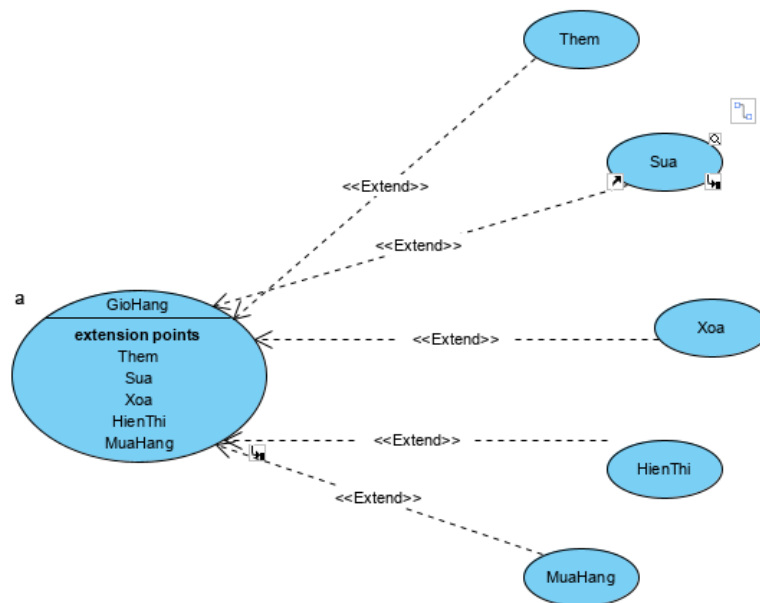 Them
Sua
<<Extend>>
<<Extend>>
a
GioHang
extension points
Them
Sua
Xoa
HienThi
MuaHang
<<Extend>>
Xoa
<<Extend>>
HienThi
<<Extend>>
MuaHang